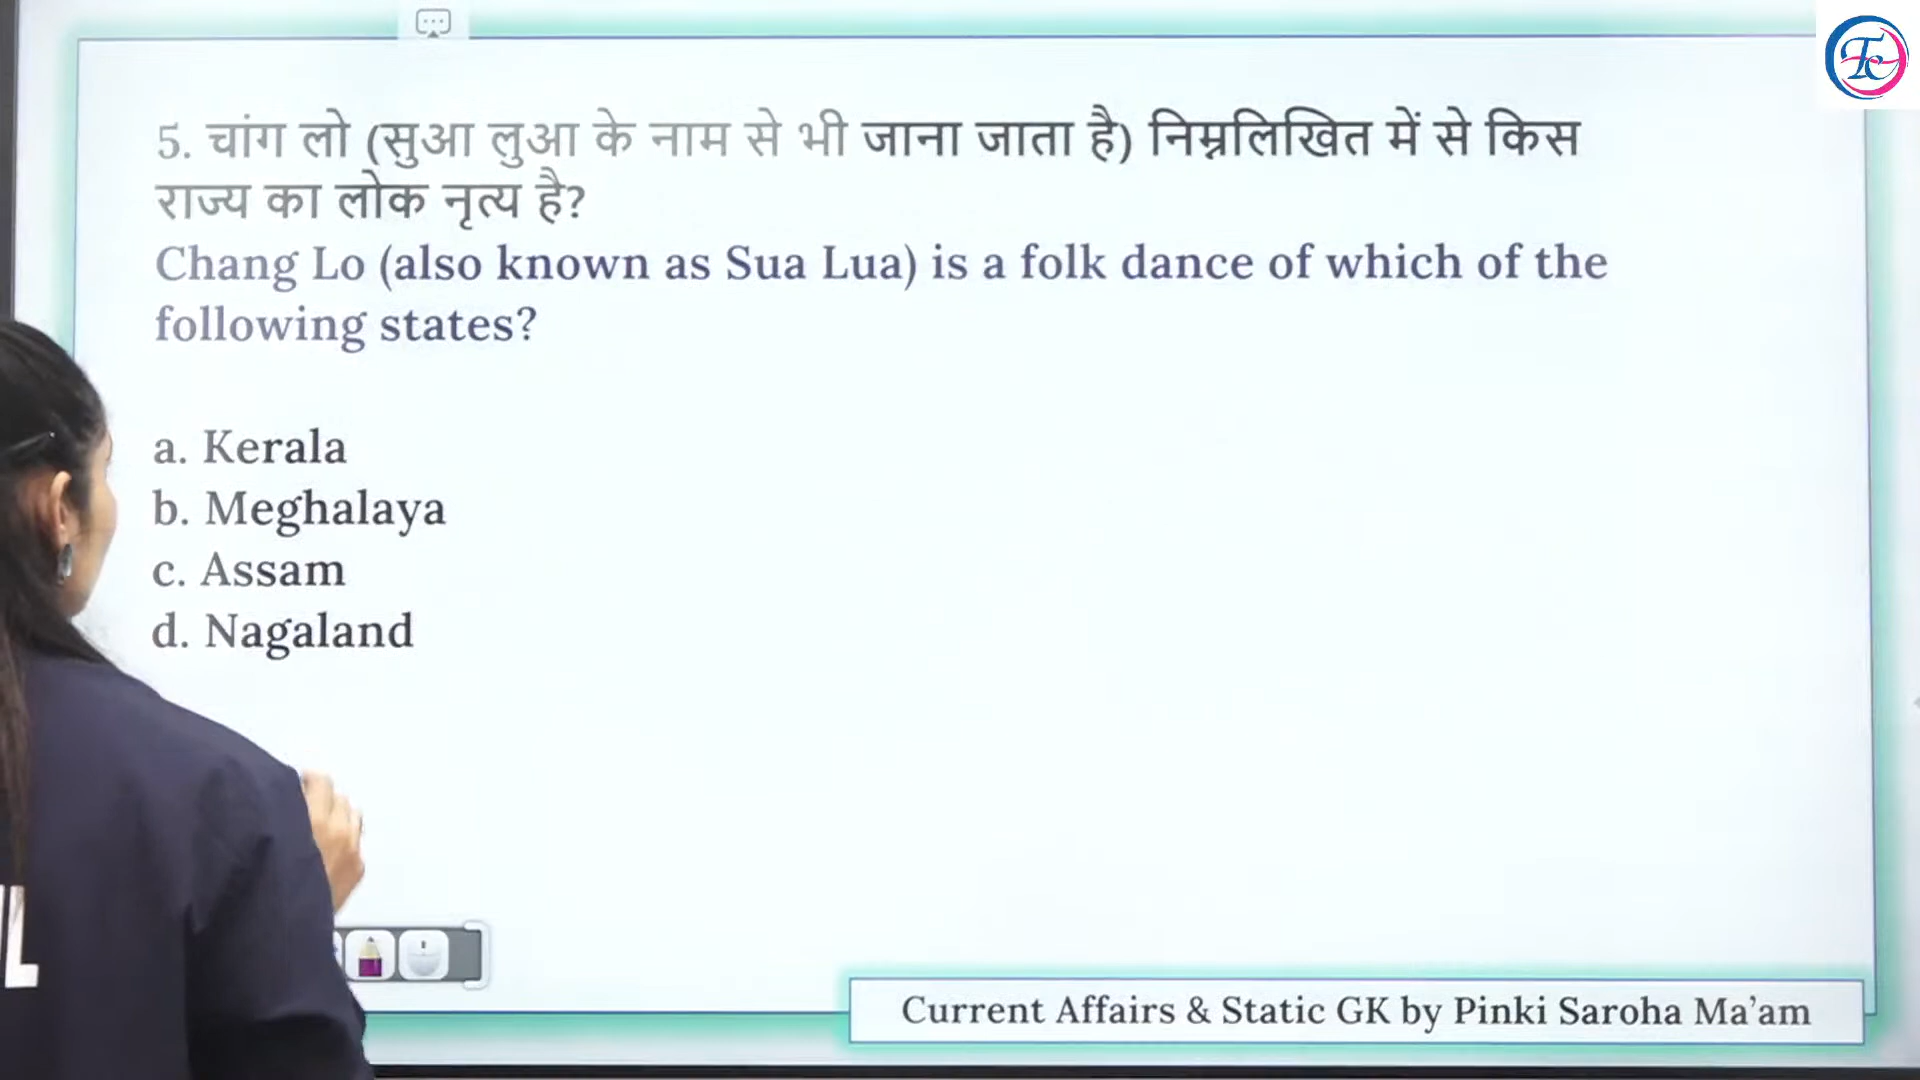 5. चांग लो (सुआ लुआ के नाम से भी जाना जाता है) निम्नलिखित में से किस
राज्य का लोक नृत्य है?
Chang Lo (also known as Sua Lua) is a folk dance of which of the
following states?
a. Kerala
b. Meghalaya
c. Assam
d. Nagaland
Current Affairs & Static GK by Pinki Saroha Ma’am